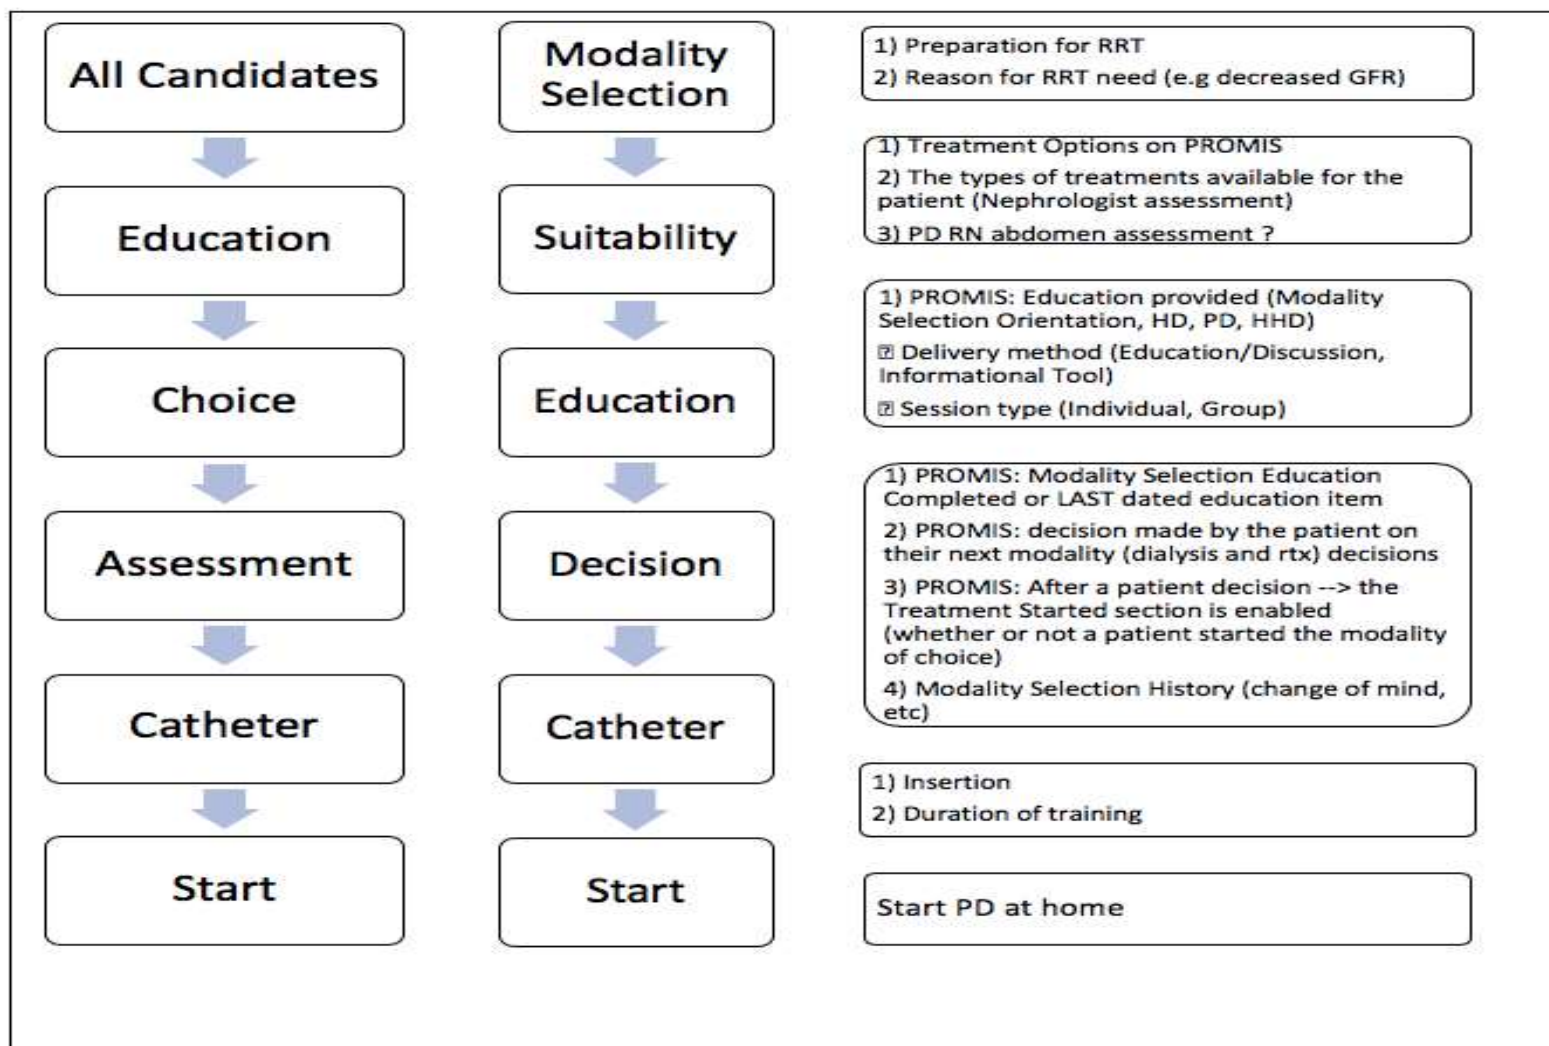 All Candidates
Education
Choice
Assessment
Catheter
Start
Modality
Selection
Suitability
Education
Decision
Catheter
Start
1) Preparation for RRT
2) Reason for RRT need (e.g decreased GFR)
1) Treatment Options on PROMIS
2) The types of treatments available for the
patient (Nephrologist assessment)
3) PD RN abdomen assessment ?
1) PROMIS: Education provided (Modality
Selection Orientation, HD, PD, HHD)
⍰ Delivery method (Education/Discussion,
Informational Tool)
⍰ Session type (Individual, Group)
1) PROMIS: Modality Selection Education
Completed or LAST dated education item
2) PROMIS: decision made by the patient on
their next modality (dialysis and rtx) decisions
3) PROMIS: After a patient decision --> the
Treatment Started section is enabled
(whether or not a patient started the modality
of choice)
4) Modality Selection History (change of mind,
etc)
1) Insertion
2) Duration of training
Start PD at home